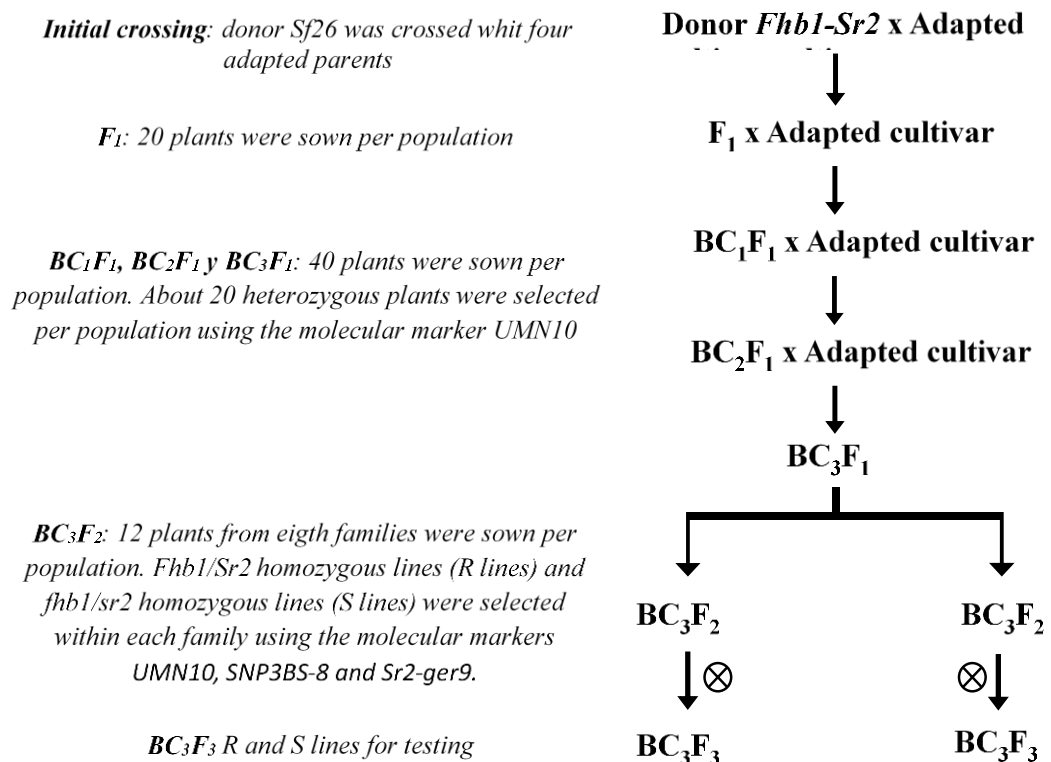 Initial crossing: donor Sf26 was crossed whit four
adapted parents
Donor Fhb1-Sr2 x Adapted
F1: 20 plants were sown per population
F1 x Adapted cultivar
BC1F1 x Adapted cultivar
BC1F1, BC2F1 y BC3F1: 40 plants were sown per
population. About 20 heterozygous plants were selected
per population using the molecular marker UMN10
BC2F1 x Adapted cultivar
BC3F1
BC3F2: 12 plants from eigth families were sown per
population. Fhb1/Sr2 homozygous lines (R lines) and
fhb1/sr2 homozygous lines (S lines) were selected
within each family using the molecular markers
UMN10, SNP3BS-8 and Sr2-ger9.
BC3F2 BC3F2
BC3F3 R and S lines for testing
BC3F3 BC3F3